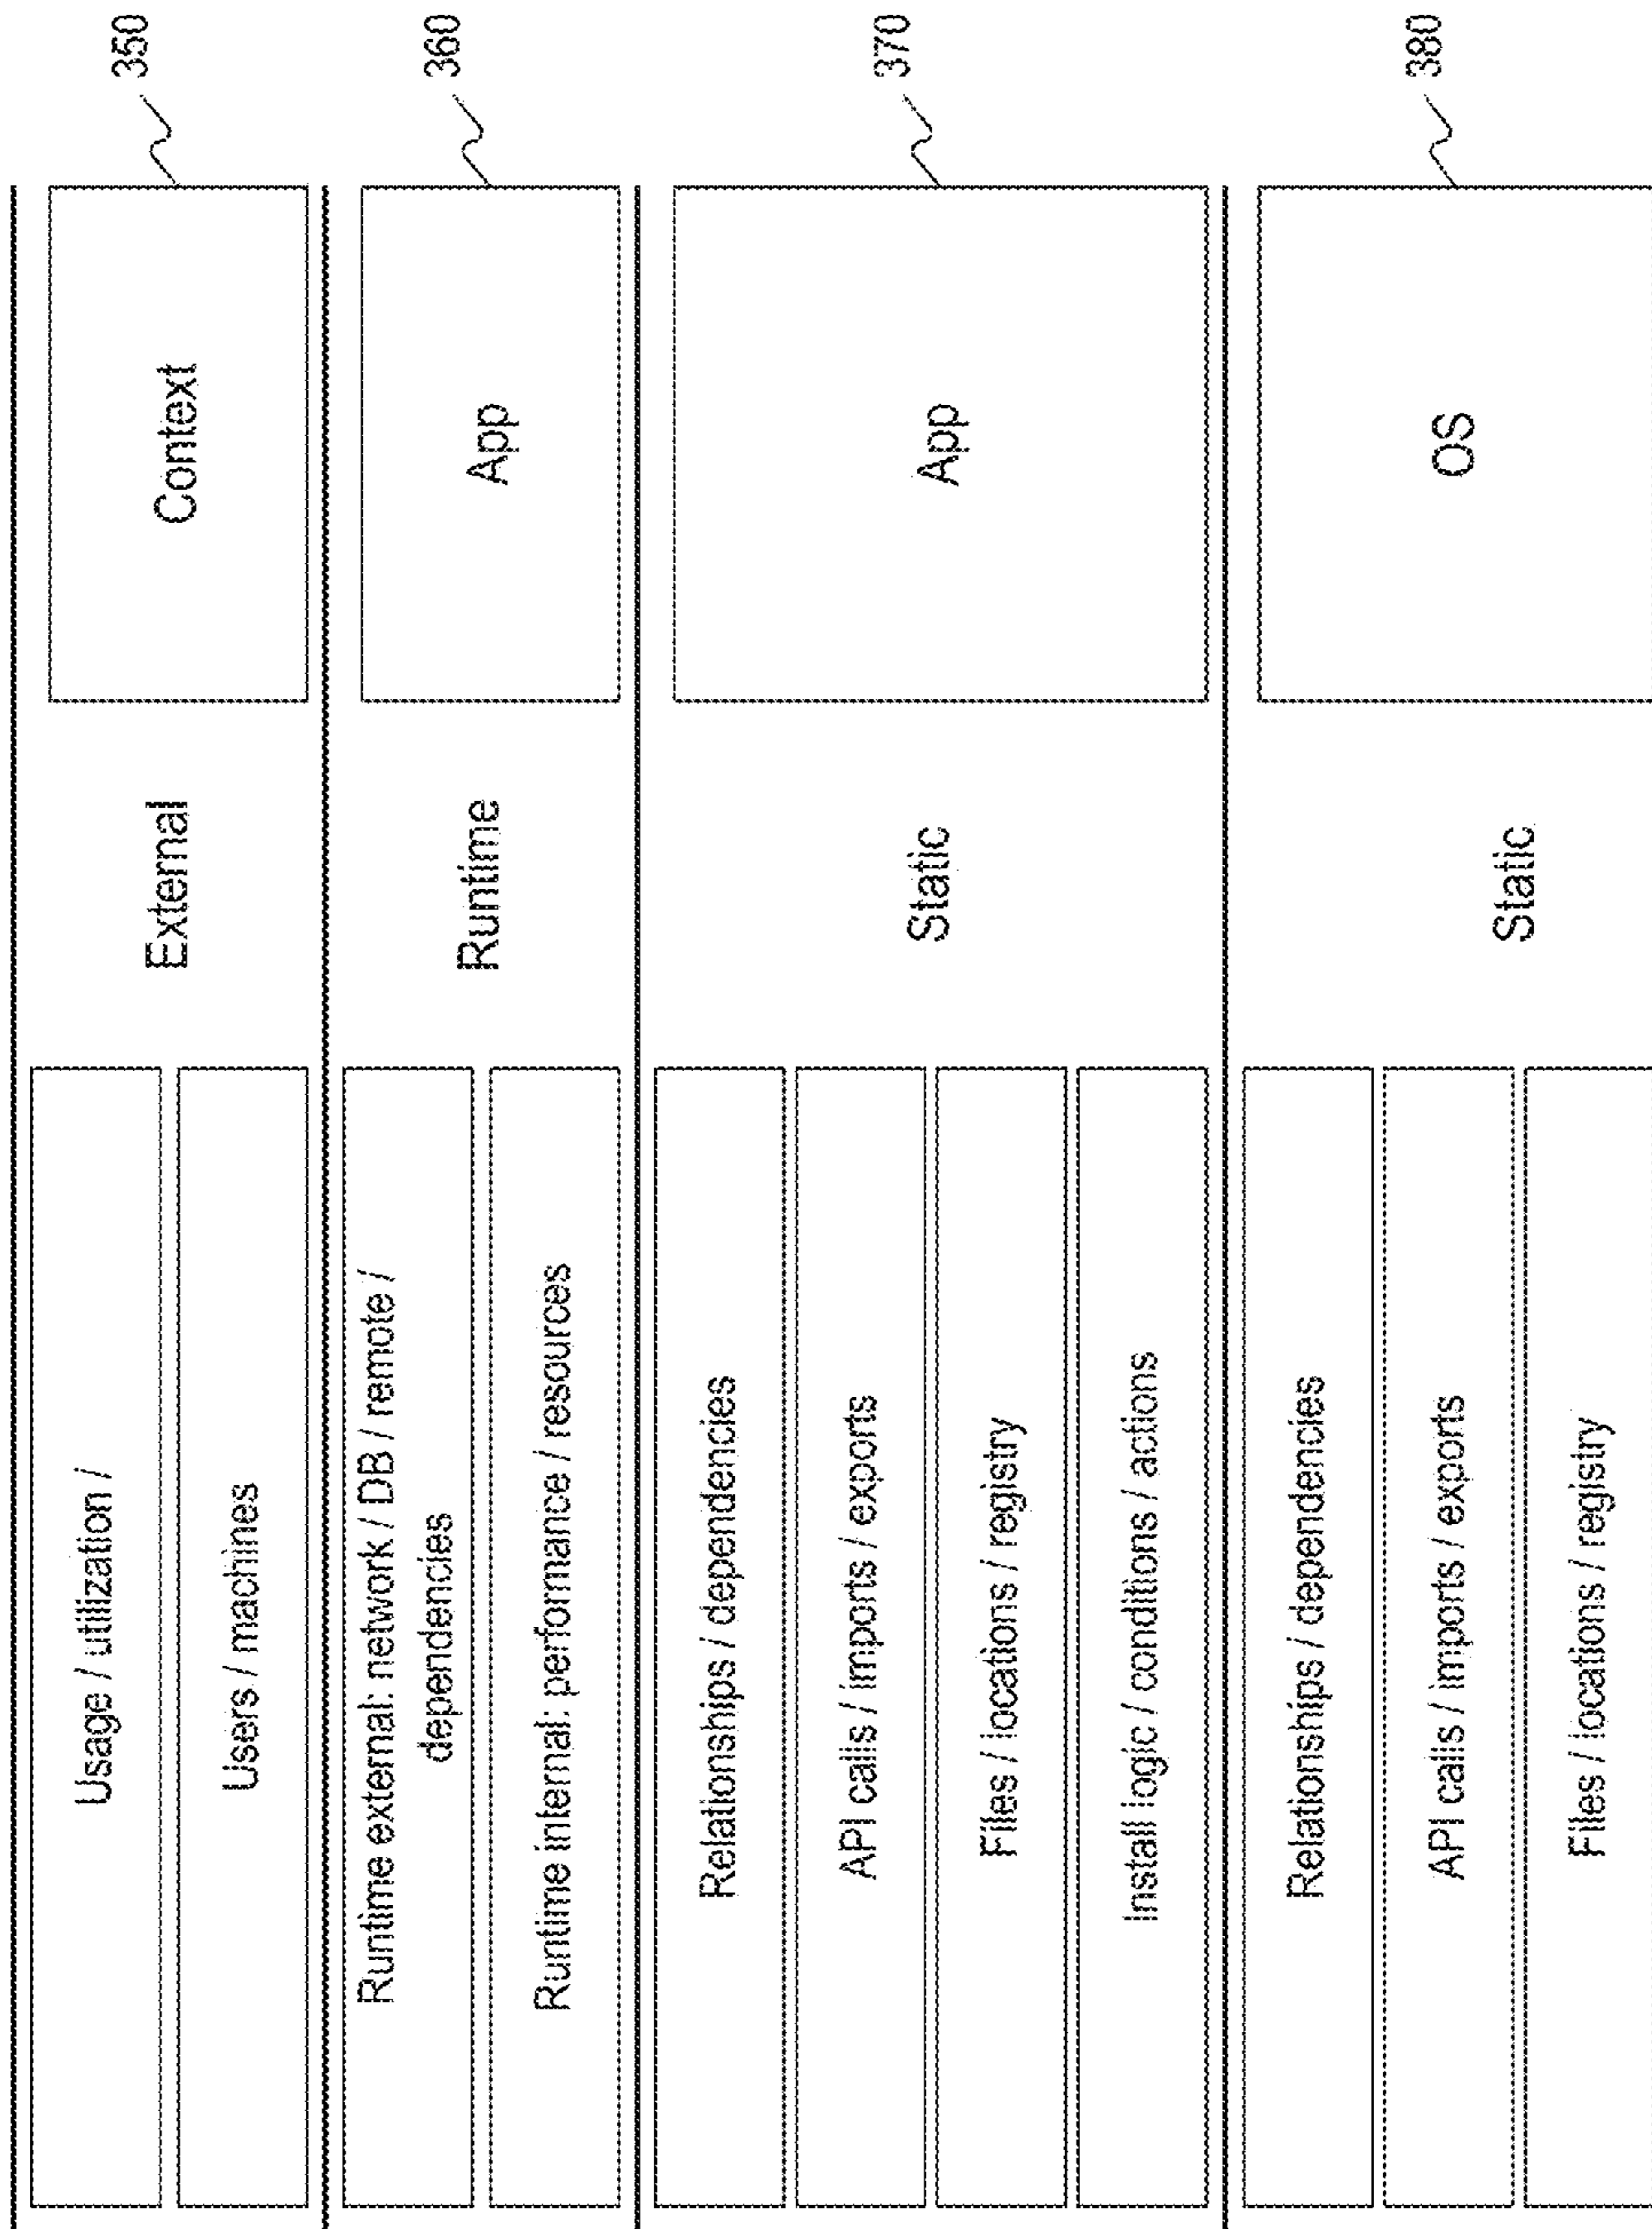 Usage / utilization /
Users / machines
External
Context
350
Runtime external: network / DB / remote /
dependencies
Runtime internal: performance / resources
Runtime
App
360
Relationships / dependencies
API calls / imports / exports
Files / locations / registry
Install logic / conditions / actions
Static
App
370
Relationships / dependencies
API calls / imports / exports
Files / locations / registry
Static
OS
380